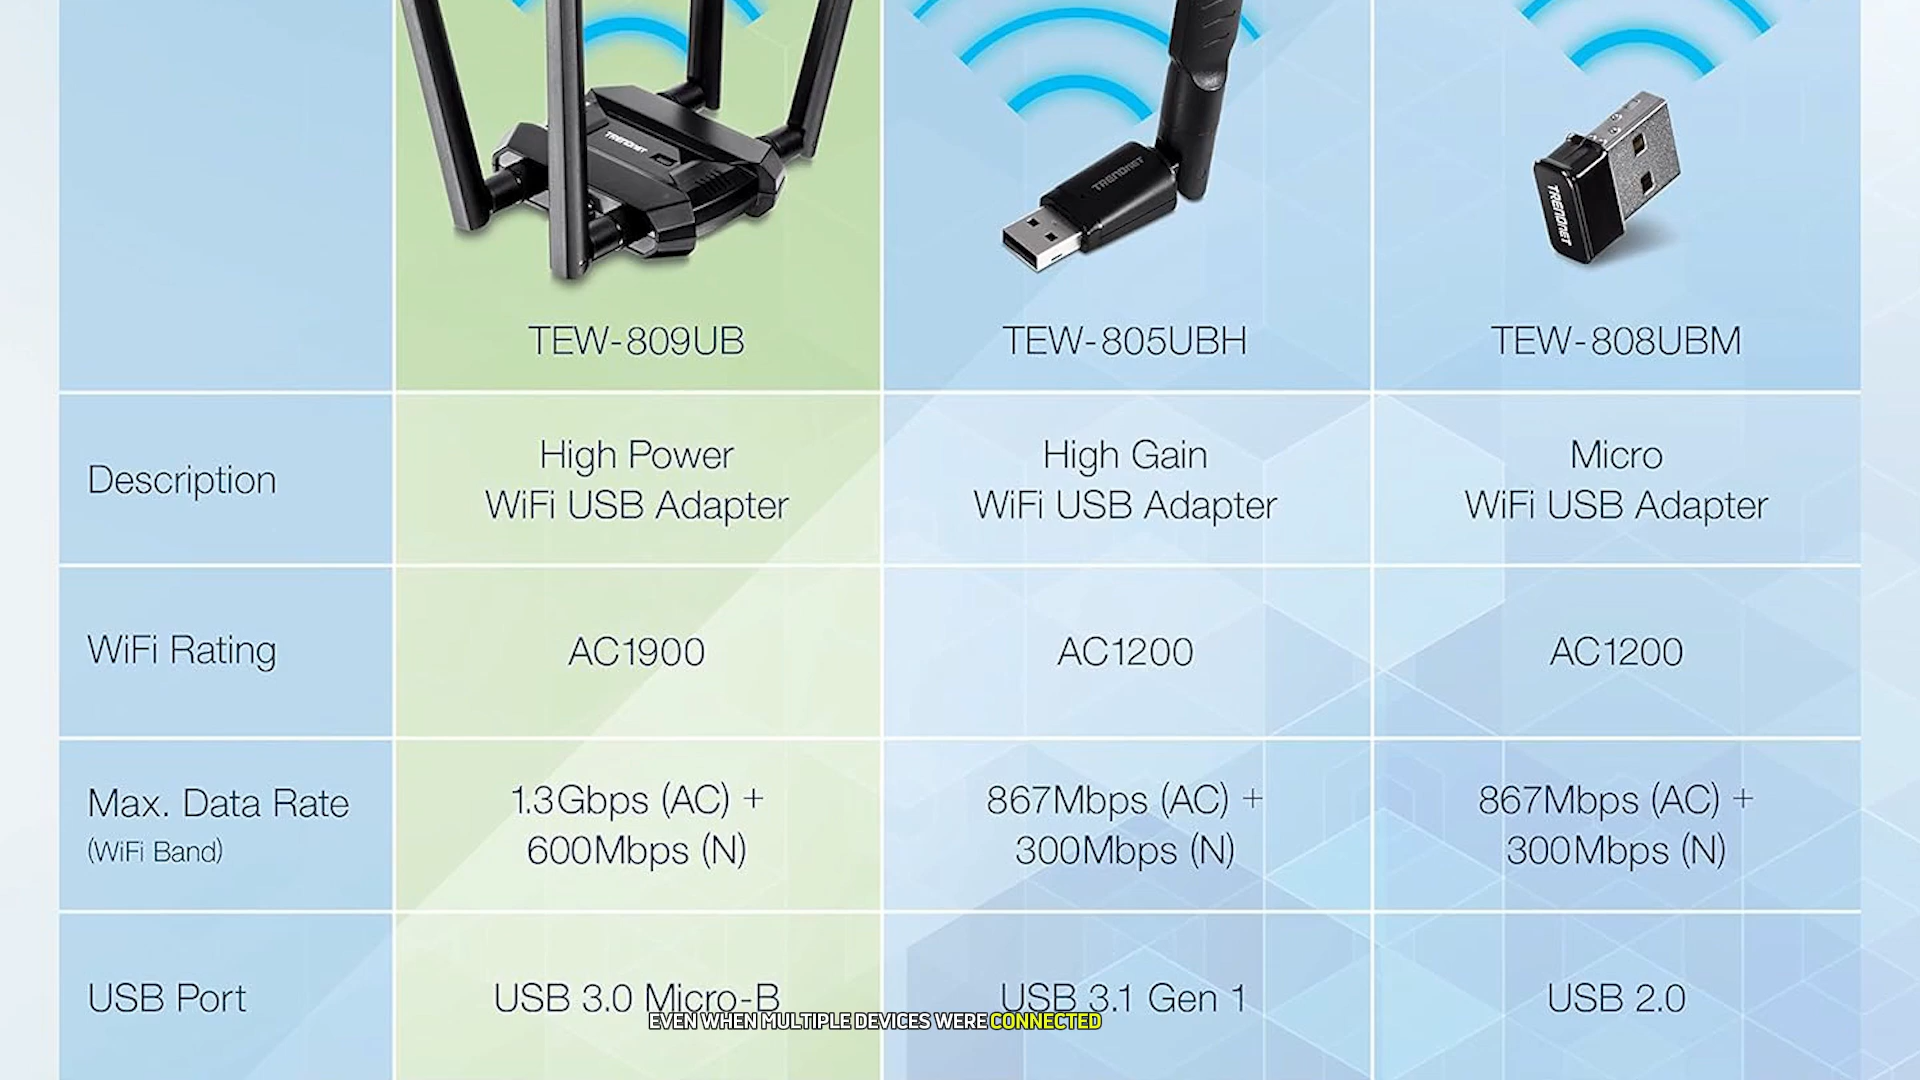 TRENDNET
TRENDNET
TRENDNET
TEW-809UB
TEW-805UBH
TEW-808UBM
Description
High Power
WiFi USB Adapter
High Gain
WiFi USB Adapter
Micro
WiFi USB Adapter
WiFi Rating
AC1900
AC1200
AC1200
Max. Data Rate
(WiFi Band)
1.3Gbps (AC) +
600Mbps (N)
867Mbps (AC) +
300Mbps (N)
867Mbps (AC) +
300Mbps (N)
USB Port
USB 3.0 Micro-B
USB 3.1 Gen 1
USB 2.0
EVEN WHEN MULTIPLE DEVICES WERE CONNECTED